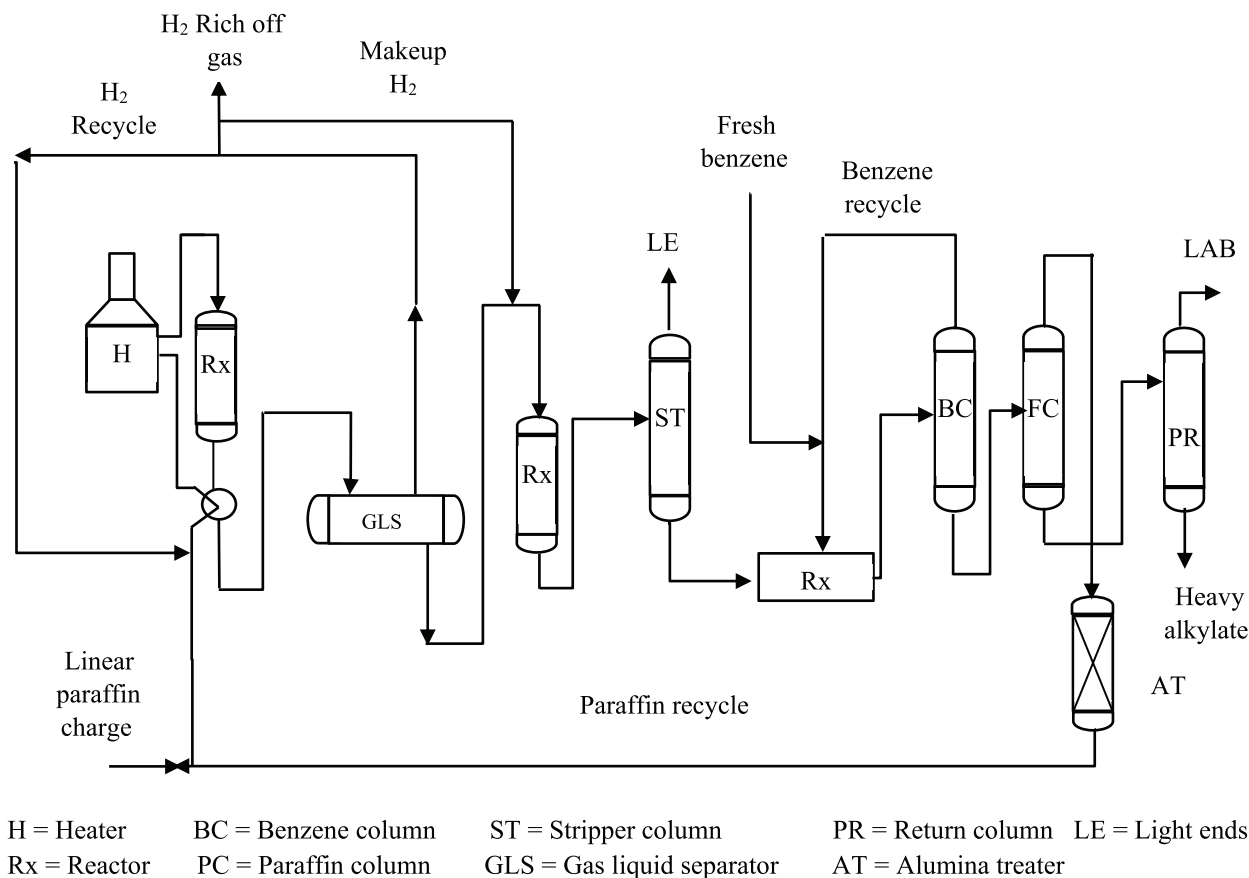 H₂ Rich off
gas
Makeup
H₂
H₂
Recycle
Fresh
benzene
Benzene
recycle
LE
LAB
H
Rx
ST
BC
FC
PR
Rx
GLS
Rx
Heavy
alkylate
Linear
paraffin
charge
Paraffin recycle
AT
H = Heater BC = Benzene column ST = Stripper column PR = Return column LE = Light ends
Rx = Reactor PC = Paraffin column GLS = Gas liquid separator AT = Alumina treater